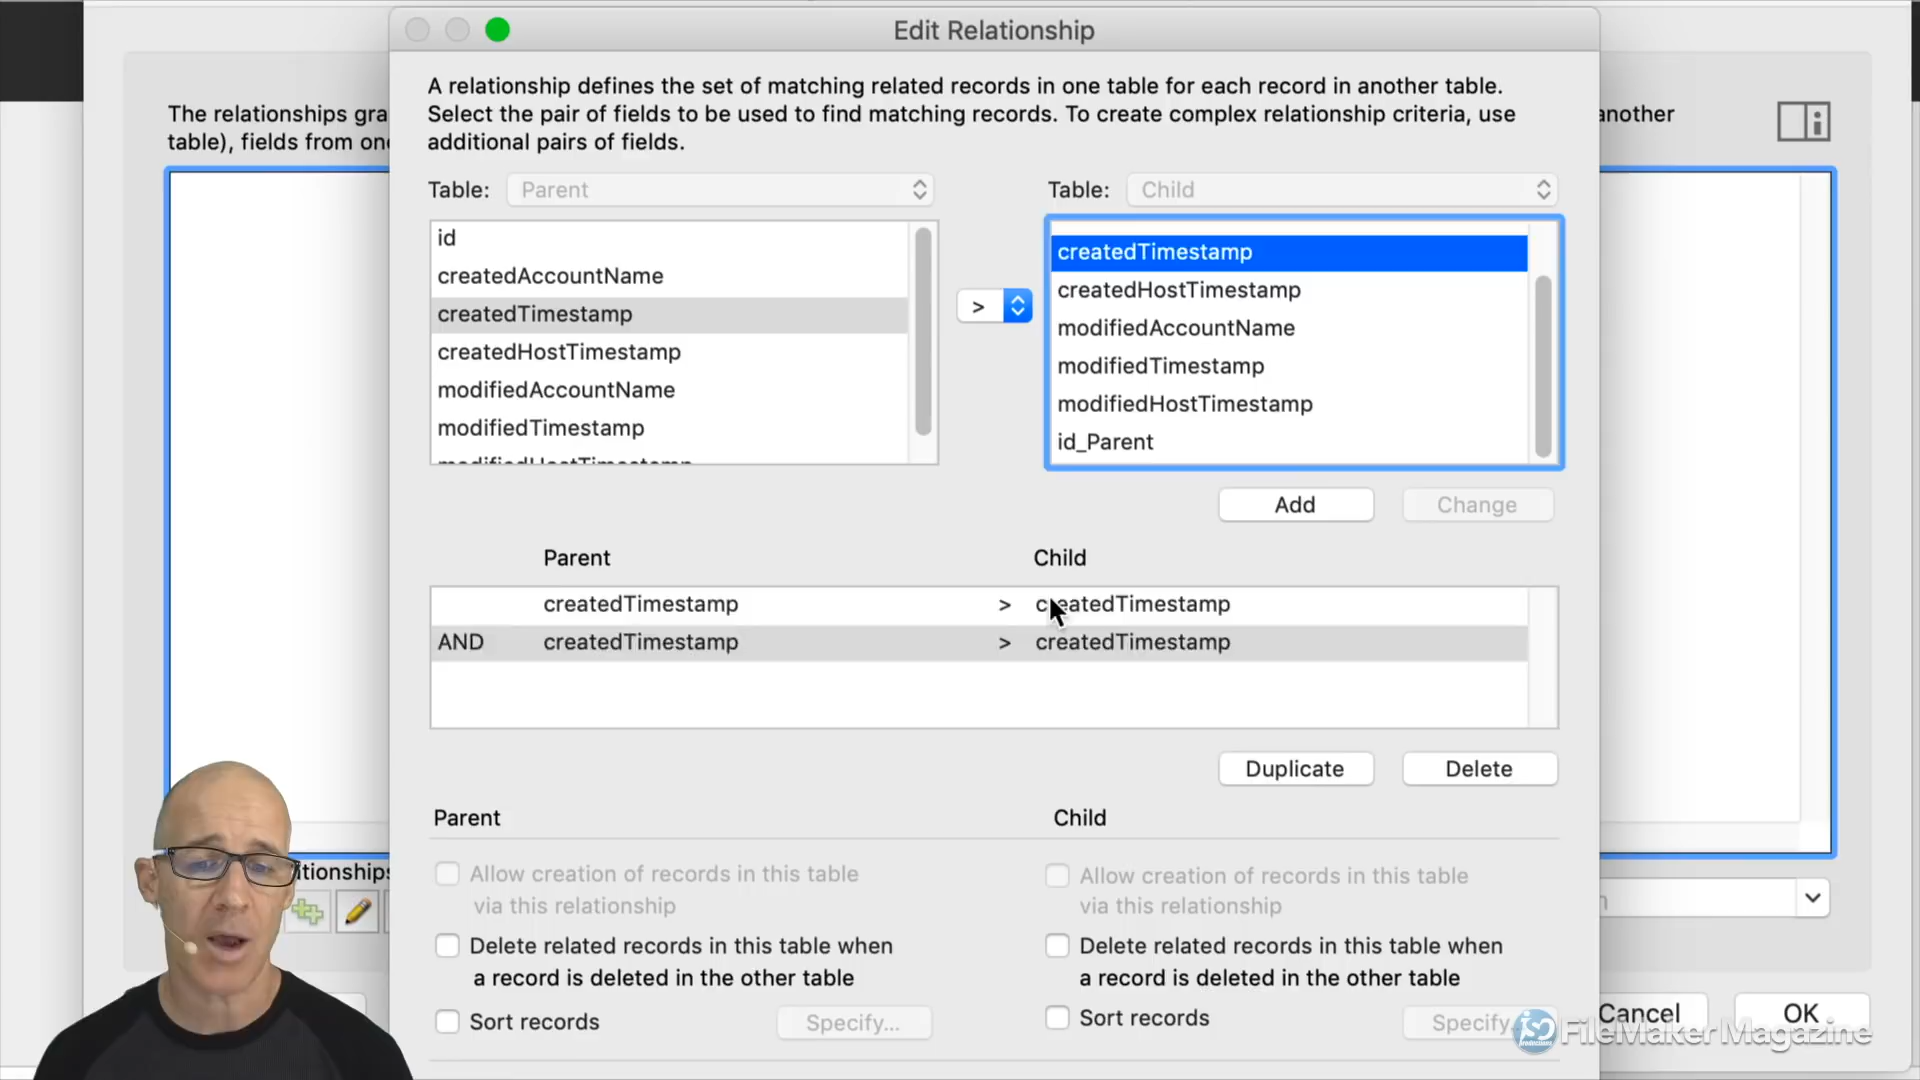 Edit Relationship
A relationship defines the set of matching related records in one table for each record in another table.
Select the pair of fields to be used to find matching records. To create complex relationship criteria, use
additional pairs of fields.
The relationships gra
table), fields from one
another
Table: Parent
Table: Child
id
createdAccountName
createdTimestamp
createdHostTimestamp
modifiedAccountName
modifiedTimestamp
modifiedHostTimestamp
>
createdTimestamp
createdHostTimestamp
modifiedAccountName
modifiedTimestamp
modifiedHostTimestamp
id_Parent
Add
Change
Parent Child
createdTimestamp > createdTimestamp
AND createdTimestamp > createdTimestamp
Duplicate
Delete
Parent
Allow creation of records in this table
via this relationship
Delete related records in this table when
a record is deleted in the other table
Sort records
Specify...
Child
Allow creation of records in this table
via this relationship
Delete related records in this table when
a record is deleted in the other table
Sort records
Specify
tionships
Cancel
OK
FileMaker Magazine